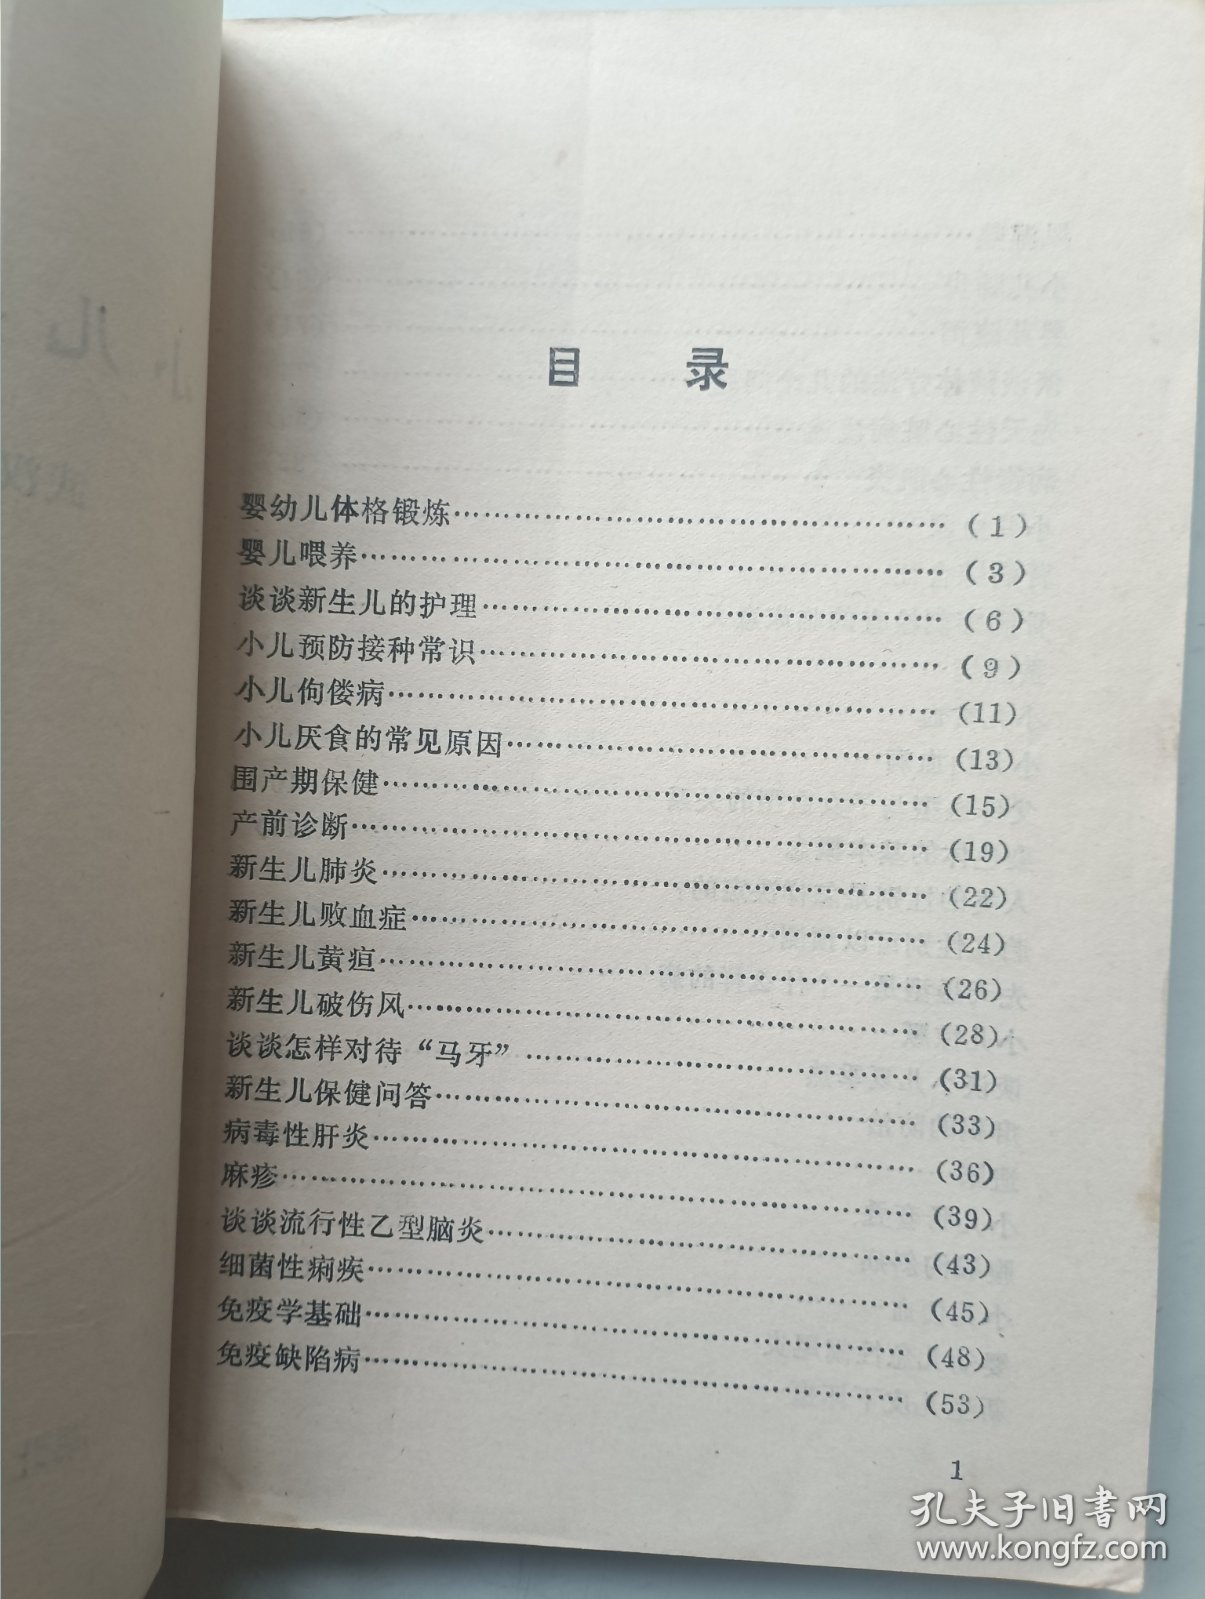 目 录
婴幼儿体格锻炼……………………………………(1)
婴儿喂养……………………………………(3)
谈谈新生儿的护理……………………………………(6)
小儿预防接种常识……………………………………(9)
小儿佝偻病……………………………………(11)
小儿厌食的常见原因……………………………………(13)
围产期保健……………………………………(15)
产前诊断……………………………………(19)
新生儿肺炎……………………………………(22)
新生儿败血症……………………………………(24)
新生儿黄疸……………………………………(26)
新生儿破伤风……………………………………(28)
谈谈怎样对待“马牙”……………………………………(31)
新生儿保健问答……………………………………(33)
病毒性肝炎……………………………………(36)
麻疹……………………………………(39)
谈谈流行性乙型脑炎……………………………………(43)
细菌性痢疾……………………………………(45)
免疫学基础……………………………………(48)
免疫缺陷病……………………………………(53)
1
孔夫子旧书网
www.kongfz.com